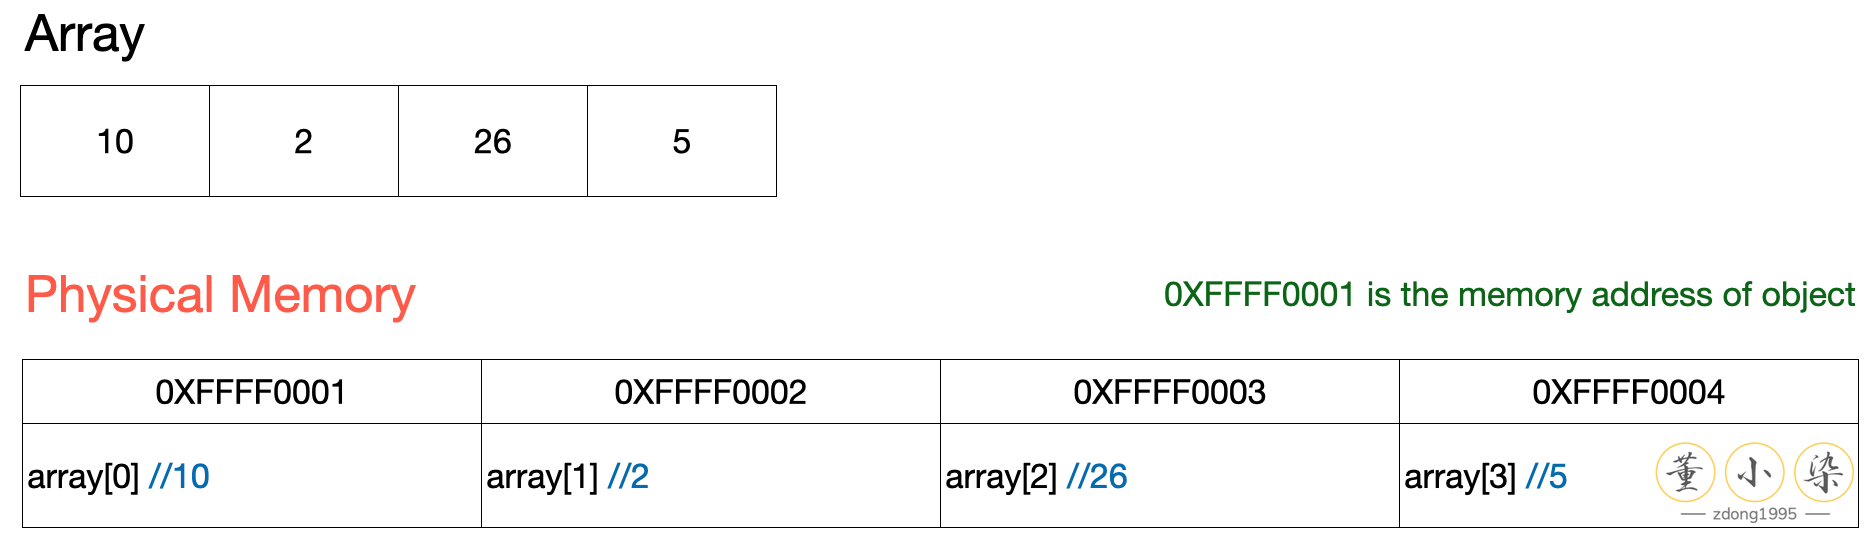 Array
10 2 26 5
Physical Memory
0XFFFF0001 is the memory address of object
0XFFFF0001 0XFFFF0002 0XFFFF0003 0XFFFF0004
array[0] //10 array[1] //2 array[2] //26 array[3] //5
董小染
zdong1995